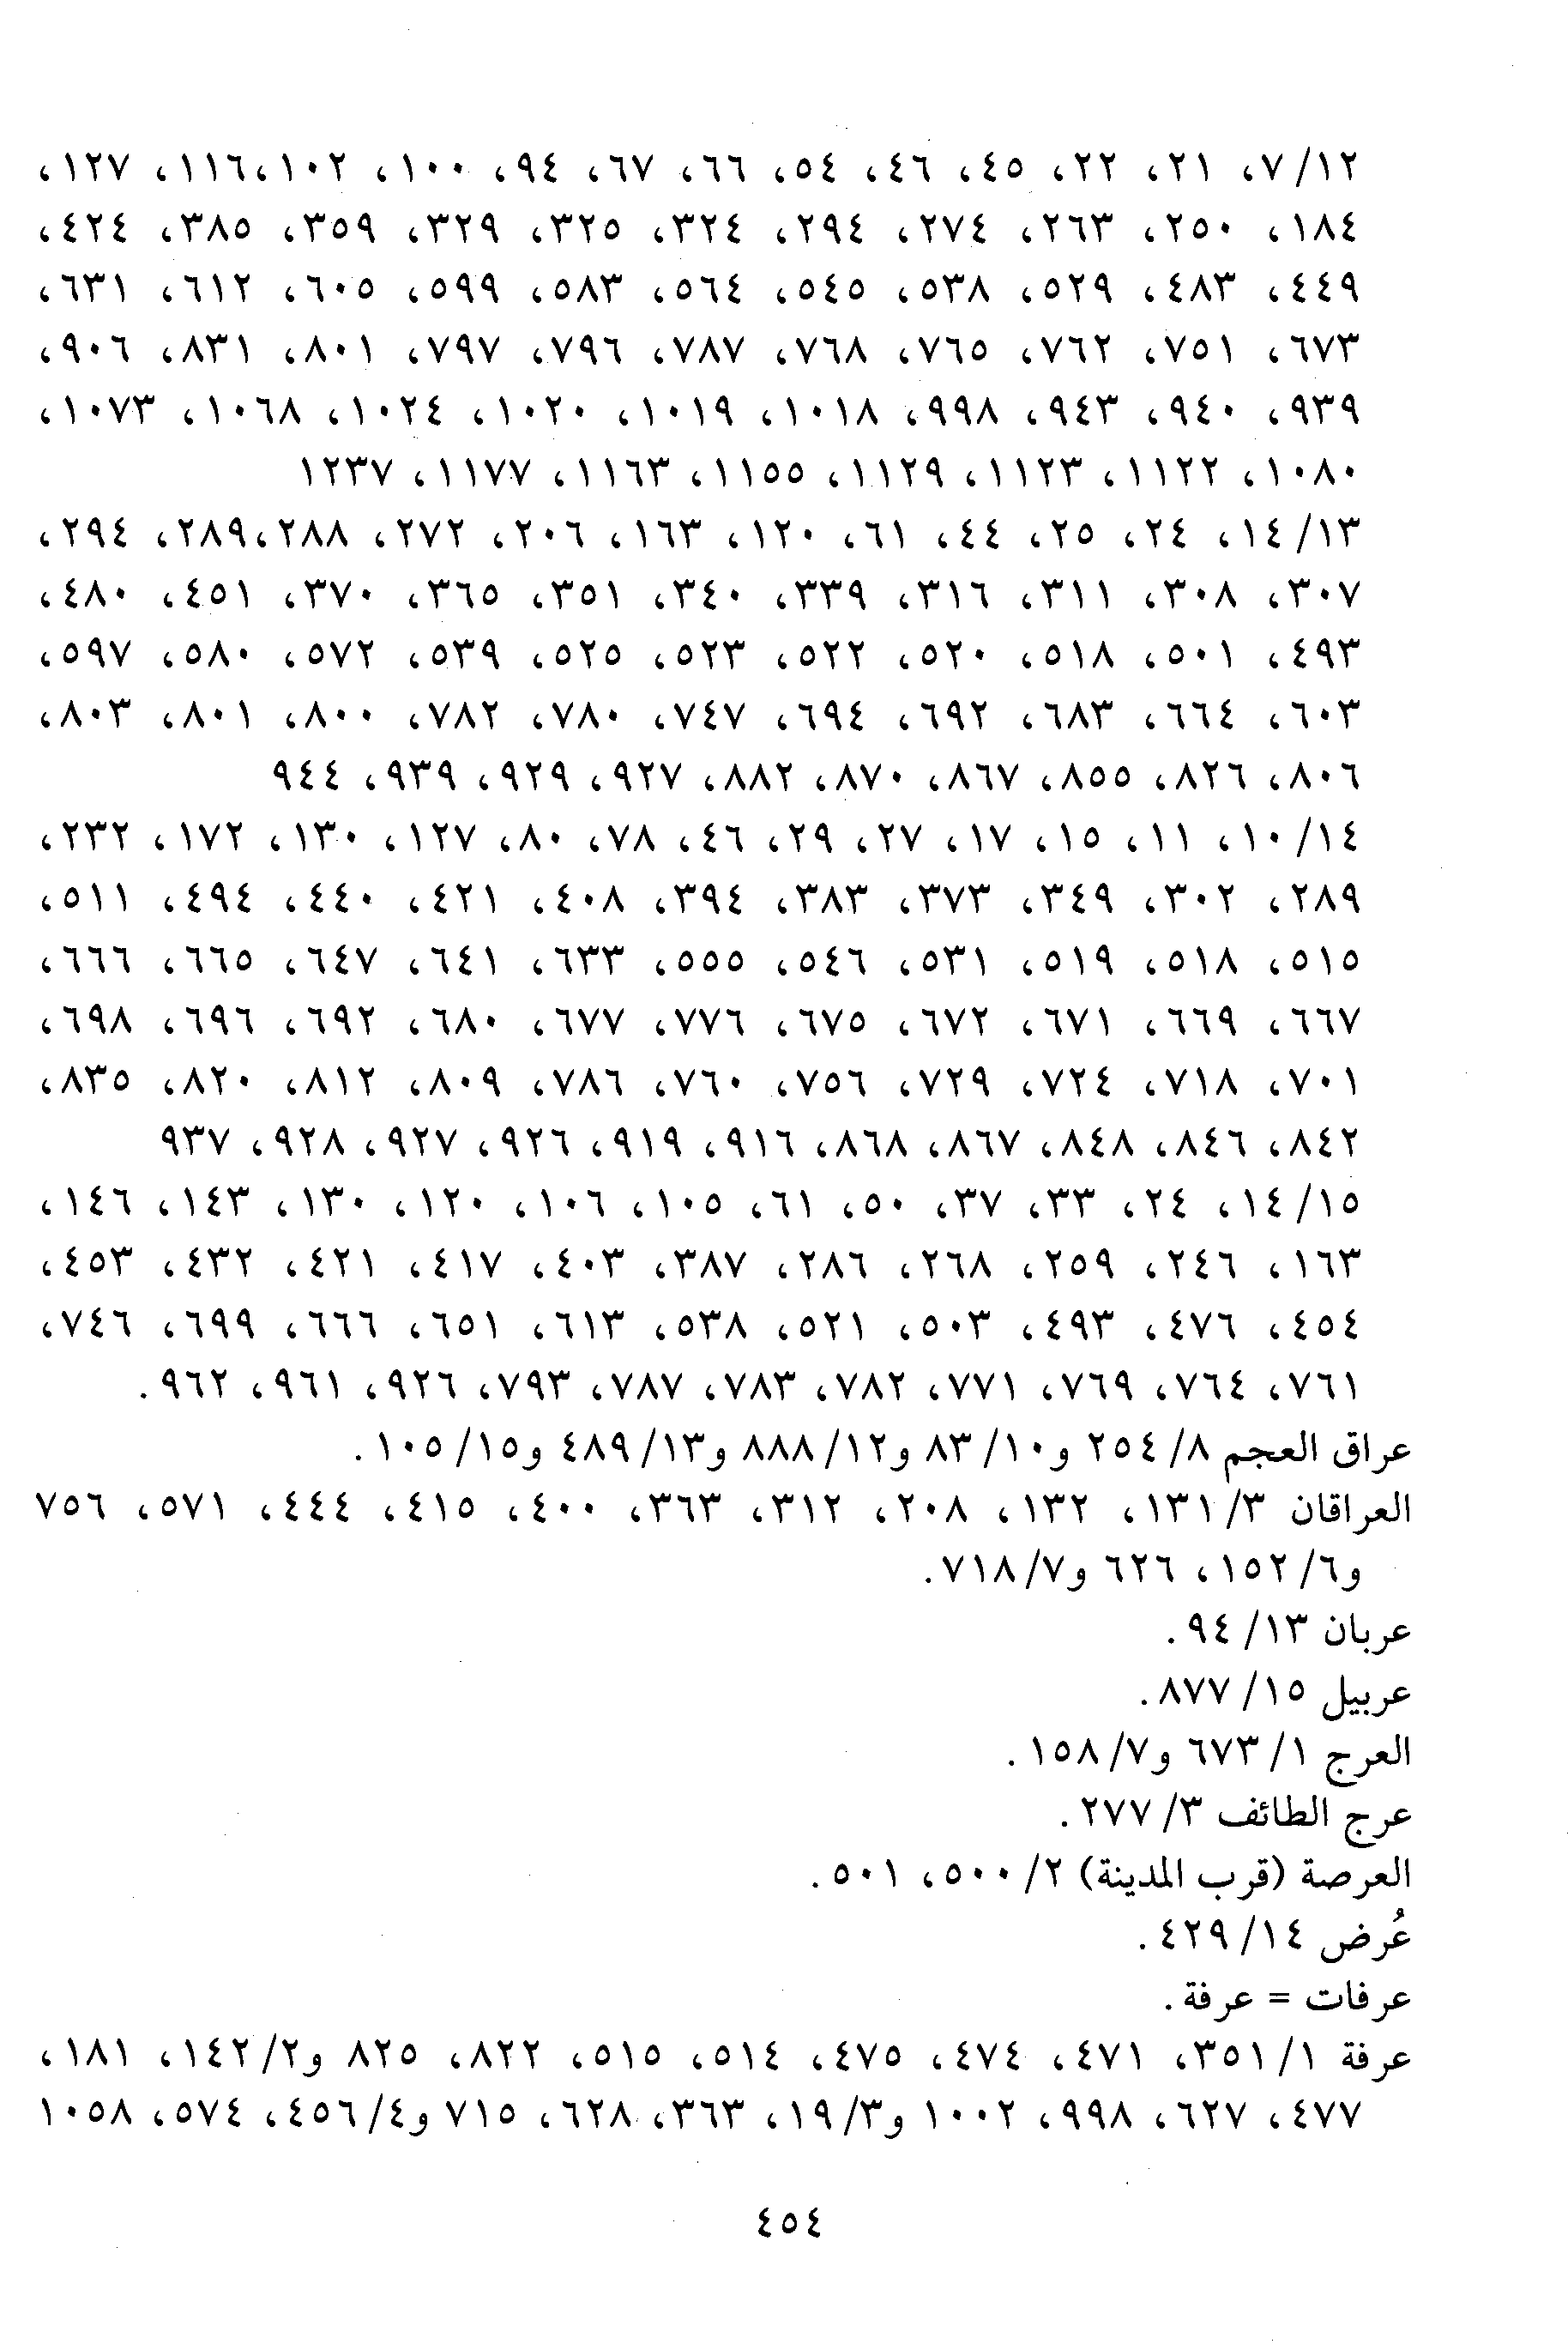 ١٢/ ٧، ٢١، ٢٢، ٤٥، ٤٦، ٥٤، ٦٦، ٦٧، ٩٤، ١٠٠، ١٠٢،١١٦، ١٢٧،
١٨٤، ٢٥٠، ٢٦٣، ٢٧٤، ٢٩٤، ٣٢٤، ٣٢٥، ٣٢٩، ٣٥٩، ٣٨٥، ٤٢٤،
٤٤٩، ٤٨٣، ٥٢٩، ٥٣٨، ٥٤٥، ٥٦٤، ٥٨٣، ٥٩٩، ٦٠٥، ٦١٢، ٦٣١،
٦٧٣، ٧٥١، ٧٦٢، ٧٦٥، ٧٦٨، ٧٨٧، ٧٩٦، ٧٩٧، ٨٠١، ٨٣١، ٩٠٦،
٩٣٩، ٩٤٠، ٩٤٣، ٩٩٨، ١٠١٨، ١٠١٩، ١٠٢٠، ١٠٢٤، ١٠٦٨، ١٠٧٣،
١٠٨٠، ١١٢٢، ١١٢٣، ١١٢٩، ١١٥٥، ١١٦٣، ١١٧٧، ١٢٣٧
١٣/ ١٤، ٢٤، ٢٥، ٤٤، ٦١، ١٢٠، ١٦٣، ٢٠٦، ٢٧٢، ٢٨٨،٢٨٩، ٢٩٤،
٣٠٧، ٣٠٨، ٣١١، ٣١٦، ٣٣٩، ٣٤٠، ٣٥١، ٣٦٥، ٣٧٠، ٤٥١، ٤٨٠،
٤٩٣، ٥٠١، ٥١٨، ٥٢٠، ٥٢٢، ٥٢٣، ٥٢٥، ٥٣٩، ٥٧٢، ٥٨٠، ٥٩٧،
٦٠٣، ٦٦٤، ٦٨٣، ٦٩٢، ٦٩٤، ٧٤٧، ٧٨٠، ٧٨٢، ٨٠٠، ٨٠١، ٨٠٣،
٨٠٦، ٨٢٦، ٨٥٥، ٨٦٧، ٨٧٠، ٨٨٢، ٩٢٧، ٩٢٩، ٩٣٩، ٩٤٤
١٤/ ١٠، ١١، ١٥، ١٧، ٢٧، ٢٩، ٤٦، ٧٨، ٨٠، ١٢٧، ١٣٠، ١٧٢، ٢٣٢،
٢٨٩، ٣٠٢، ٣٤٩، ٣٧٣، ٣٨٣، ٣٩٤، ٤٠٨، ٤٢١، ٤٤٠، ٤٩٤، ٥١١،
٥١٥، ٥١٨، ٥١٩، ٥٣١، ٥٤٦، ٥٥٥، ٦٣٣، ٦٤١، ٦٤٧، ٦٦٥، ٦٦٦،
٦٦٧، ٦٦٩، ٦٧١، ٦٧٢، ٦٧٥، ٧٧٦، ٦٧٧، ٦٨٠، ٦٩٢، ٦٩٦، ٦٩٨،
٧٠١، ٧١٨، ٧٢٤، ٧٢٩، ٧٥٦، ٧٦٠، ٧٨٦، ٨٠٩، ٨١٢، ٨٢٠، ٨٣٥،
٨٤٢، ٨٤٦، ٨٤٨، ٨٦٧، ٨٦٨، ٩١٦، ٩١٩، ٩٢٦، ٩٢٧، ٩٢٨، ٩٣٧
١٥/ ١٤، ٢٤، ٣٣، ٣٧، ٥٠، ٦١، ١٠٥، ١٠٦، ١٢٠، ١٣٠، ١٤٣، ١٤٦،
١٦٣، ٢٤٦، ٢٥٩، ٢٦٨، ٢٨٦، ٣٨٧، ٤٠٣، ٤١٧، ٤٢١، ٤٣٢، ٤٥٣،
٤٥٤، ٤٧٦، ٤٩٣، ٥٠٣، ٥٢١، ٥٣٨، ٦١٣، ٦٥١، ٦٦٦، ٦٩٩، ٧٤٦،
٧٦١، ٧٦٤، ٧٦٩، ٧٧١، ٧٨٢، ٧٨٣، ٧٨٧، ٧٩٣، ٩٢٦، ٩٦١، ٩٦٢.
عراق العجم ٨/ ٢٥٤ و١٠/ ٨٣ و١٢/ ٨٨٨ و١٣/ ٤٨٩ و١٥/ ١٠٥.
العراقان ٣/ ١٣١، ١٣٢، ٢٠٨، ٣١٢، ٣٦٣، ٤٠٠، ٤١٥، ٤٤٤، ٥٧١، ٧٥٦
و٦/ ١٥٢، ٦٢٦ و٧/ ٧١٨.
عربان ١٣/ ٩٤.
عربيل ١٥/ ٨٧٧.
العرج ١/ ٦٧٣ و٧/ ١٥٨.
عرج الطائف ٣/ ٢٧٧.
العرصة (قرب المدينة) ٢/ ٥٠٠، ٥٠١.
عُرض ١٤/ ٤٢٩.
عرفات = عرفة.
عرفة ١/ ٣٥١، ٤٧١، ٤٧٤، ٤٧٥، ٥١٤، ٥١٥، ٨٢٢، ٨٢٥ و٢/ ١٤٢، ١٨١،
٤٧٧، ٦٢٧، ٩٩٨، ١٠٠٢ و٣/ ١٩، ٣٦٣، ٦٢٨، ٧١٥ و٤/ ٤٥٦، ٥٧٤، ١٠٥٨
٤٥٤